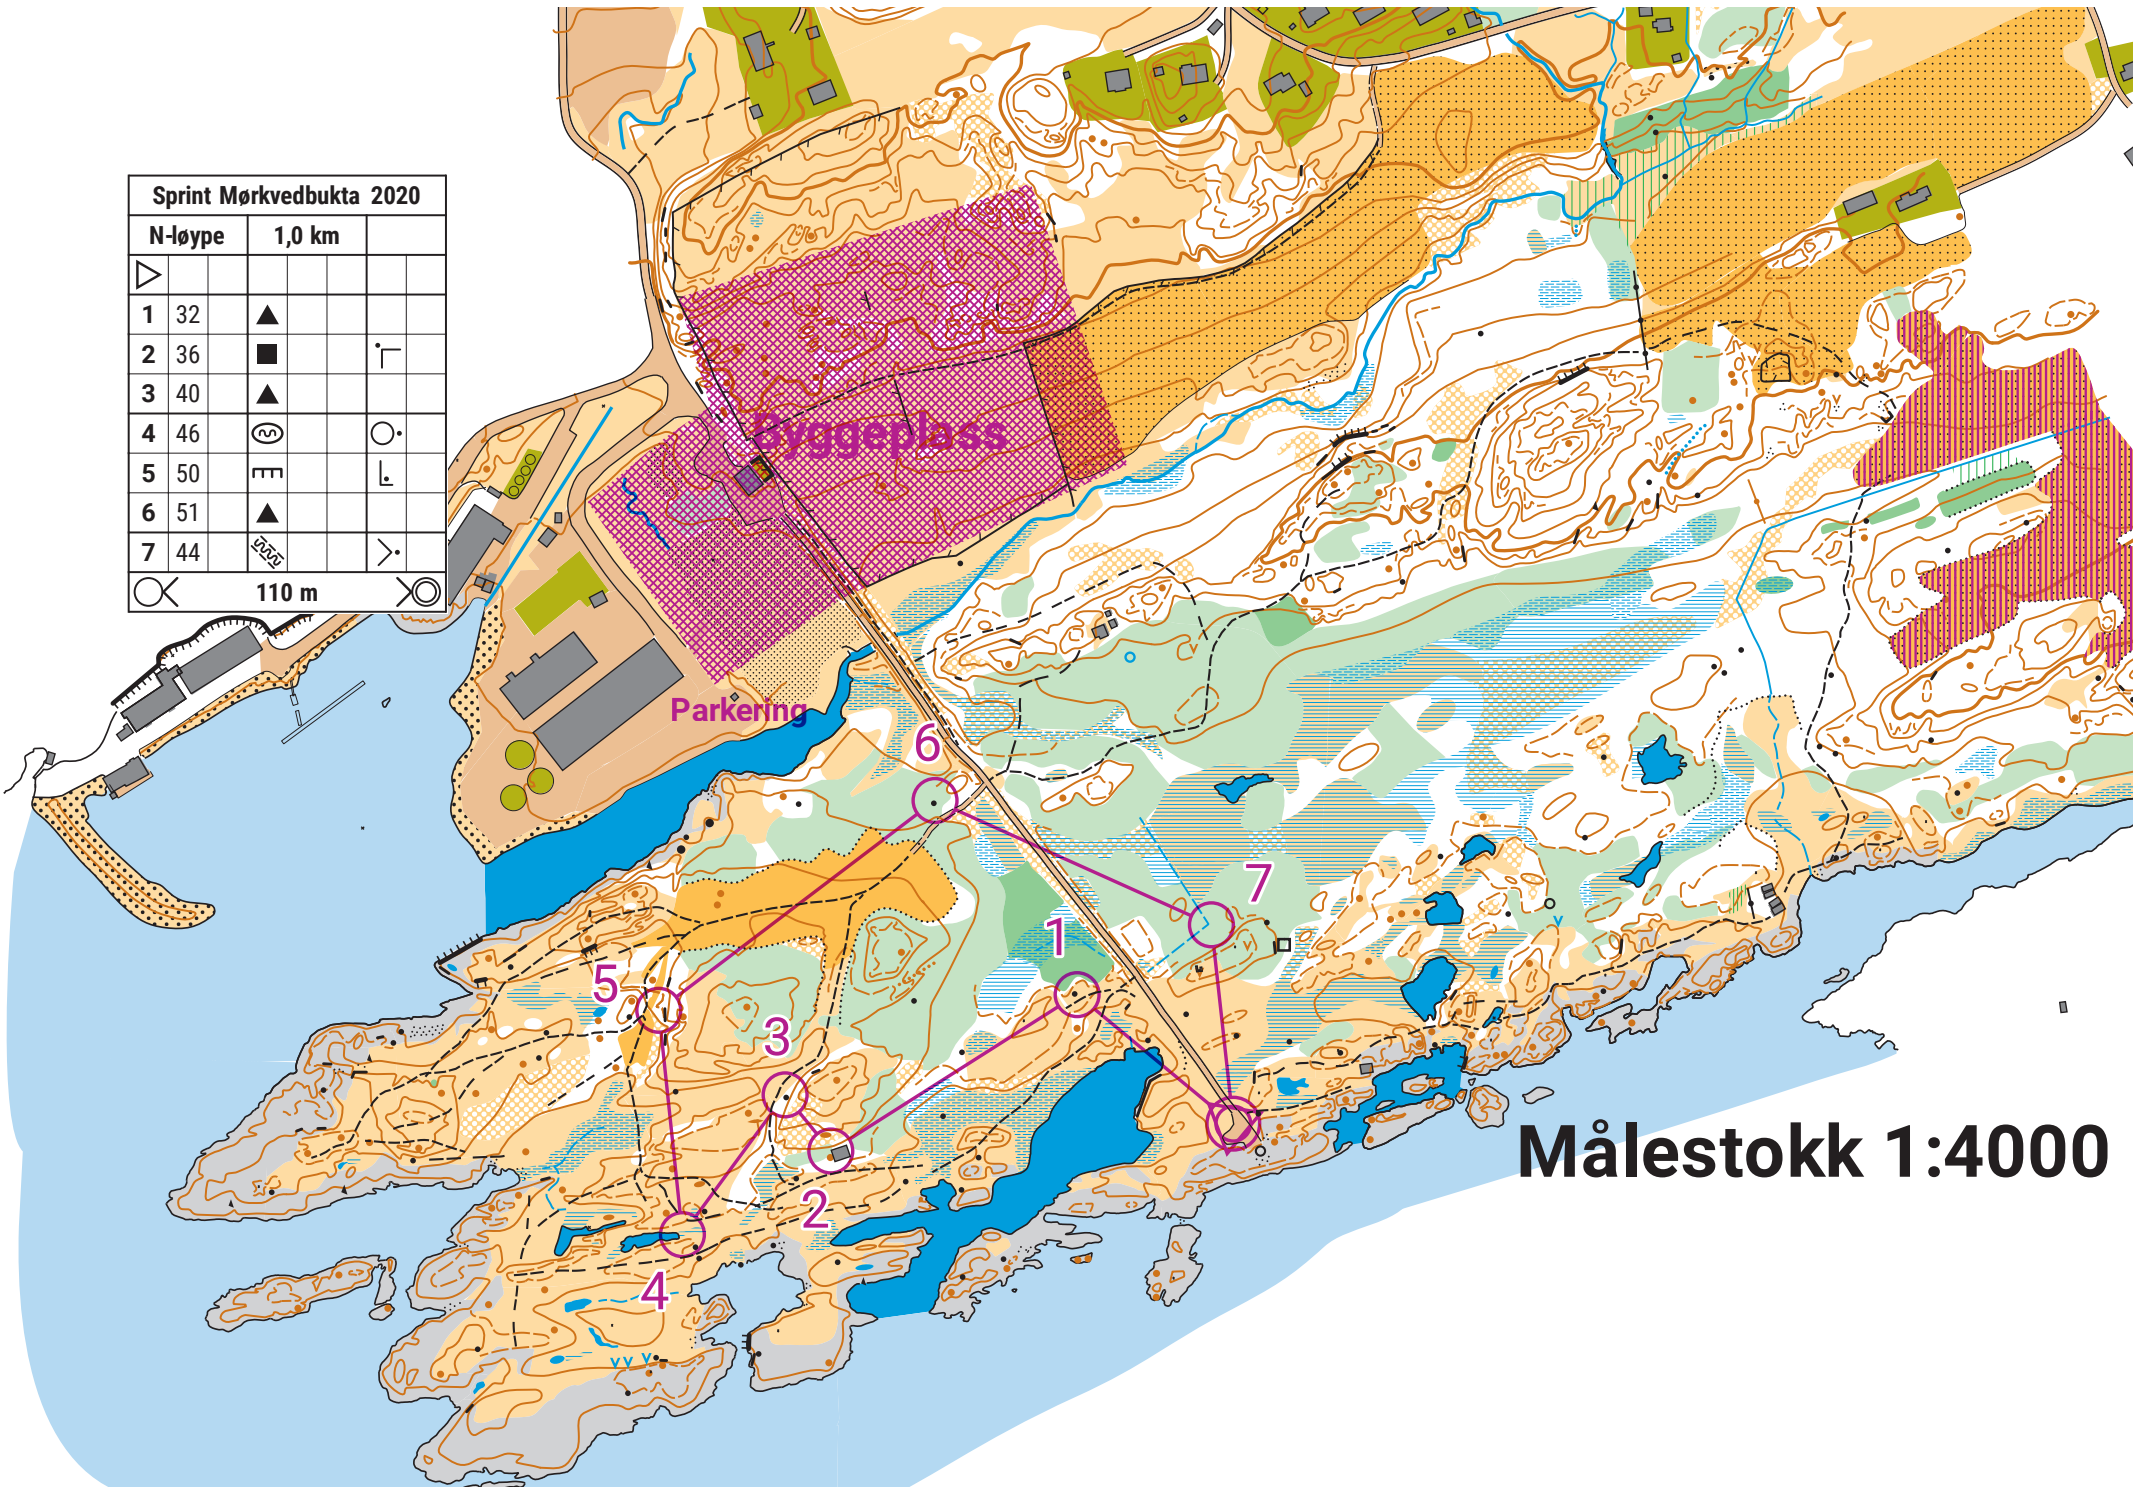 Sprint Mørkvedbukta 2020
N-løype 1,0 km
1 32
2 36
3 40
4 46
5 50
6 51
7 44
110 m
Byggeplass
Parkering
6
7
1
5
3
2
4
Målestokk 1:4000